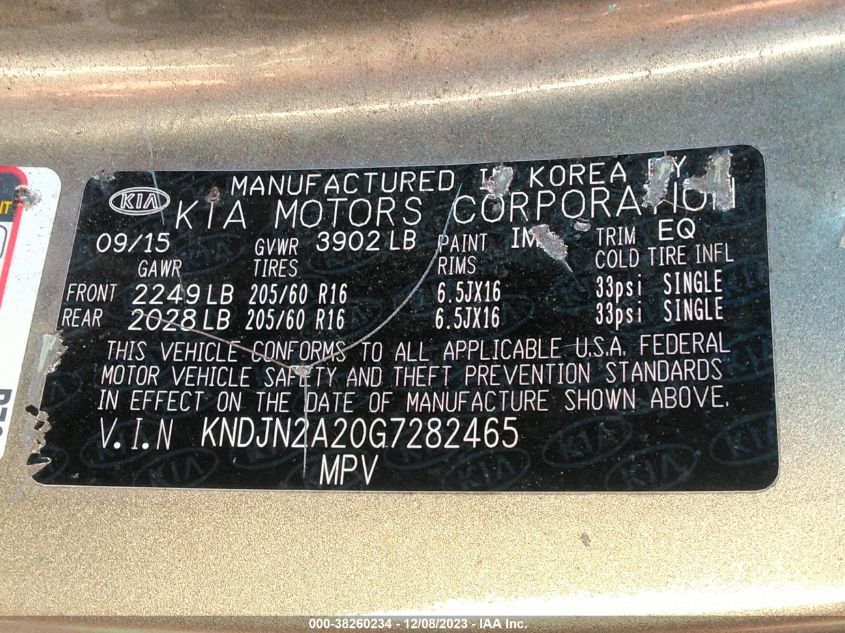 MANUFACTURED IN KOREA BY
KIA KIA MOTORS CORPORATION
09/15 GVWR 3902 LB PAINT IM TRIM EQ
GAWR TIRES RIMS COLD TIRE INFL
FRONT 2249 LB 205/60 R16 6.5JX16 33psi SINGLE
REAR 2028 LB 205/60 R16 6.5JX16 33psi SINGLE
THIS VEHICLE CONFORMS TO ALL APPLICABLE U.S.A. FEDERAL
MOTOR VEHICLE SAFETY AND THEFT PREVENTION STANDARDS
IN EFFECT ON THE DATE OF MANUFACTURE SHOWN ABOVE.
V.I.N KNDJN2A20G7282465
MPV
000-38260234 - 12/08/2023 - IAA Inc.